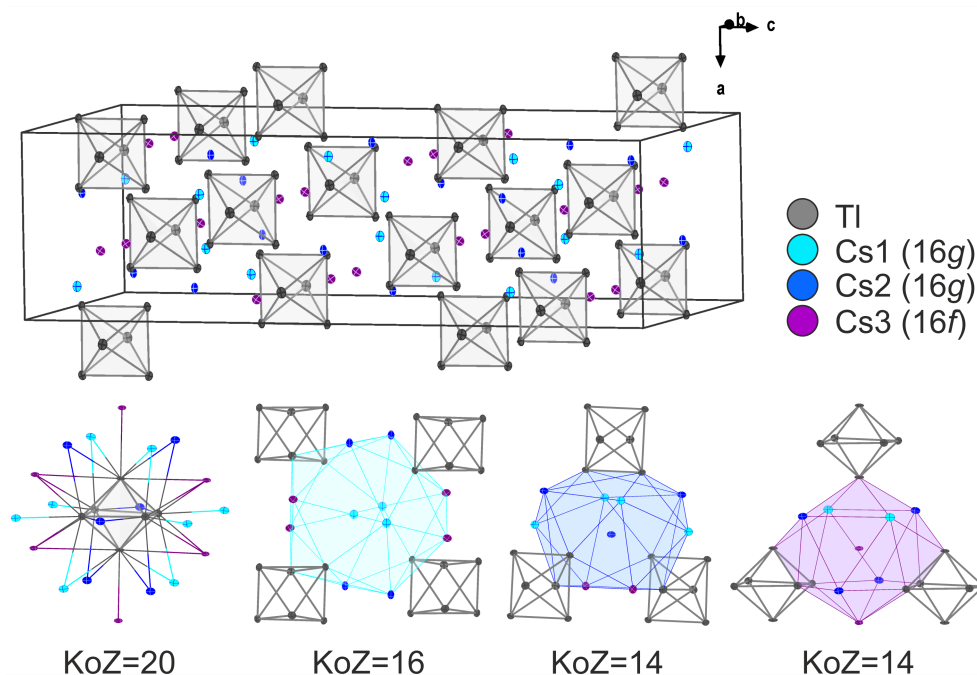 b
c
a
Tl
Cs1 (16g)
Cs2 (16g)
Cs3 (16f)
KoZ=20
KoZ=16
KoZ=14
KoZ=14